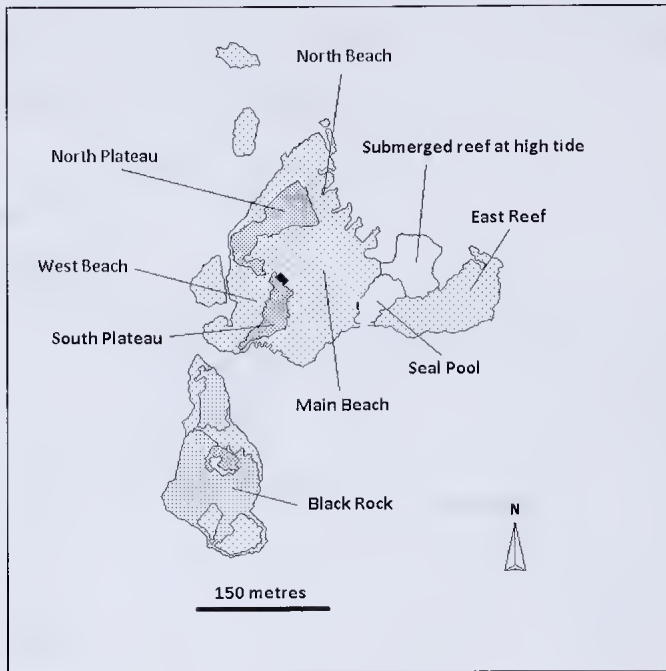 North Beach
Submerged reef at high tide
North Plateau
East Reef
West Beach
South Plateau
Seal Pool
Main Beach
Black Rock
N
150 metres